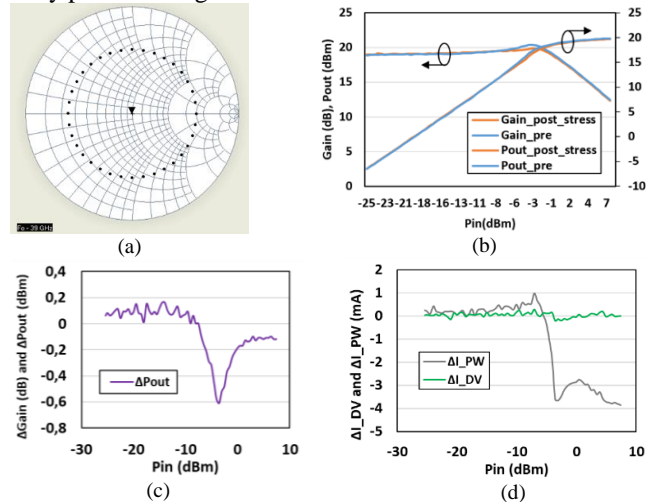 Fe - 39 GHz
(a)
Gain (dB), Pout (dBm)
25
20
15
10
5
0
25
20
15
10
5
0
-5
-10
Gain_post_stress
Gain_pre
Pout_post_stress
Pout_pre
-25 -23 -21 -18 -16 -14 -12 -10 -8 -6 -3 -1 2 4 7
Pin(dBm)
(b)
ΔGain (dB) and ΔPout (dBm)
0,4
0,2
0
-0,2
-0,4
-0,6
-0,8
ΔPout
-30 -20 -10 0 10
Pin (dBm)
(c)
ΔI_DV and ΔI_PW (mA)
2
1
0
-1
-2
-3
-4
-5
ΔI_PW
ΔI_DV
-30 -20 -10 0 10
Pin (dBm)
(d)